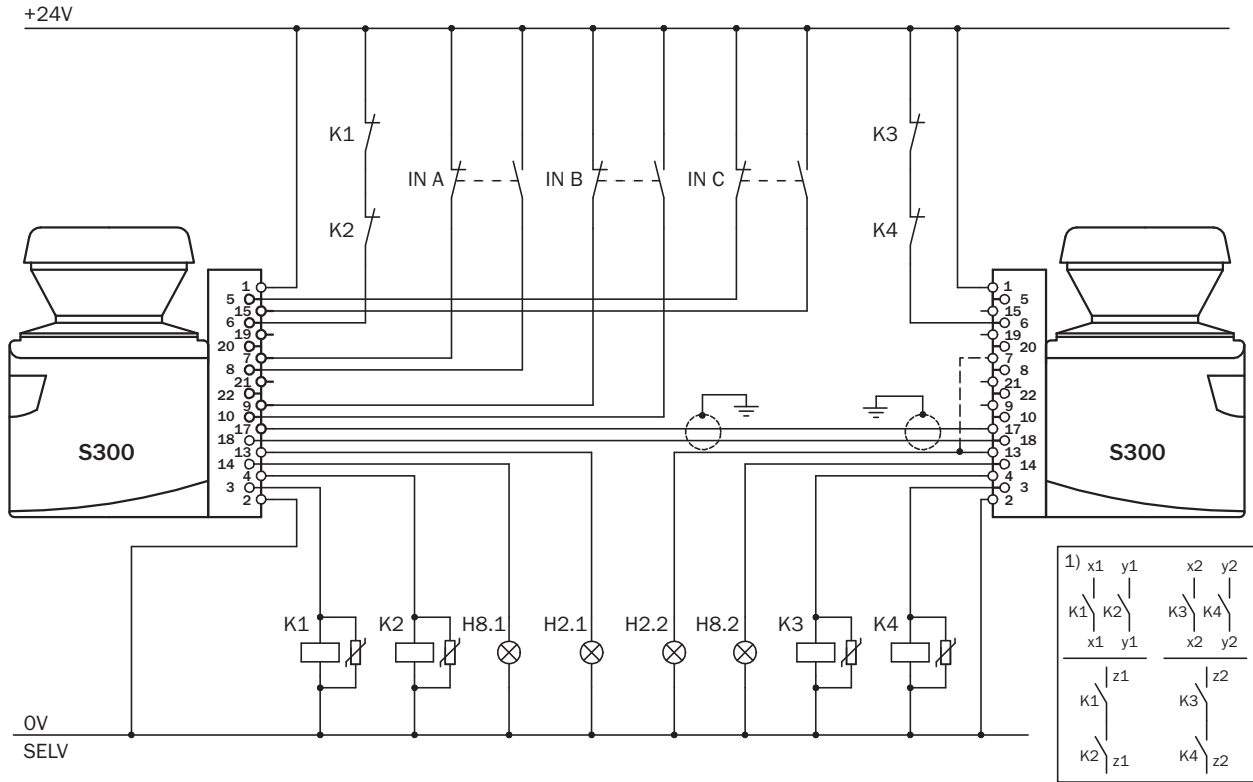 +24V
K1 K3
IN A IN B IN C
K2 K4
1 1
5 5
15 15
6 6
19 19
20 20
7 7
8 8
21 21
22 22
9 9
10 10
17 17
18 18
13 13
14 14
4 4
3 3
2 2
S300 S300
K1 K2 H8.1 H2.1 H2.2 H8.2 K3 K4
0V
SELV
1) x1 y1 x2 y2
K1 K2 K3 K4
x1 y1 x2 y2
z1 z2
K1 K3
K2 z1 K4 z2